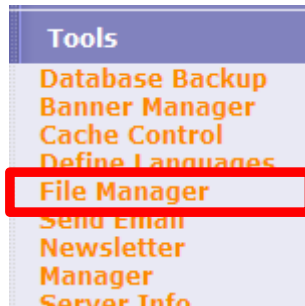 Tools
Database Backup
Banner Manager
Cache Control
Define Languages
File Manager
Send Email
Newsletter
Manager
Server Info